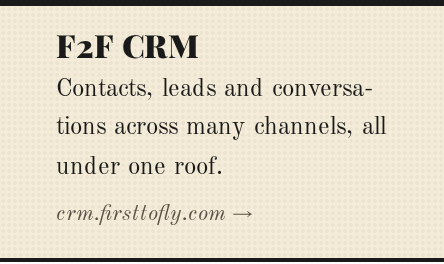 F2F CRM
Contacts, leads and conversa-
tions across many channels, all
under one roof.
crm.firsttofly.com →